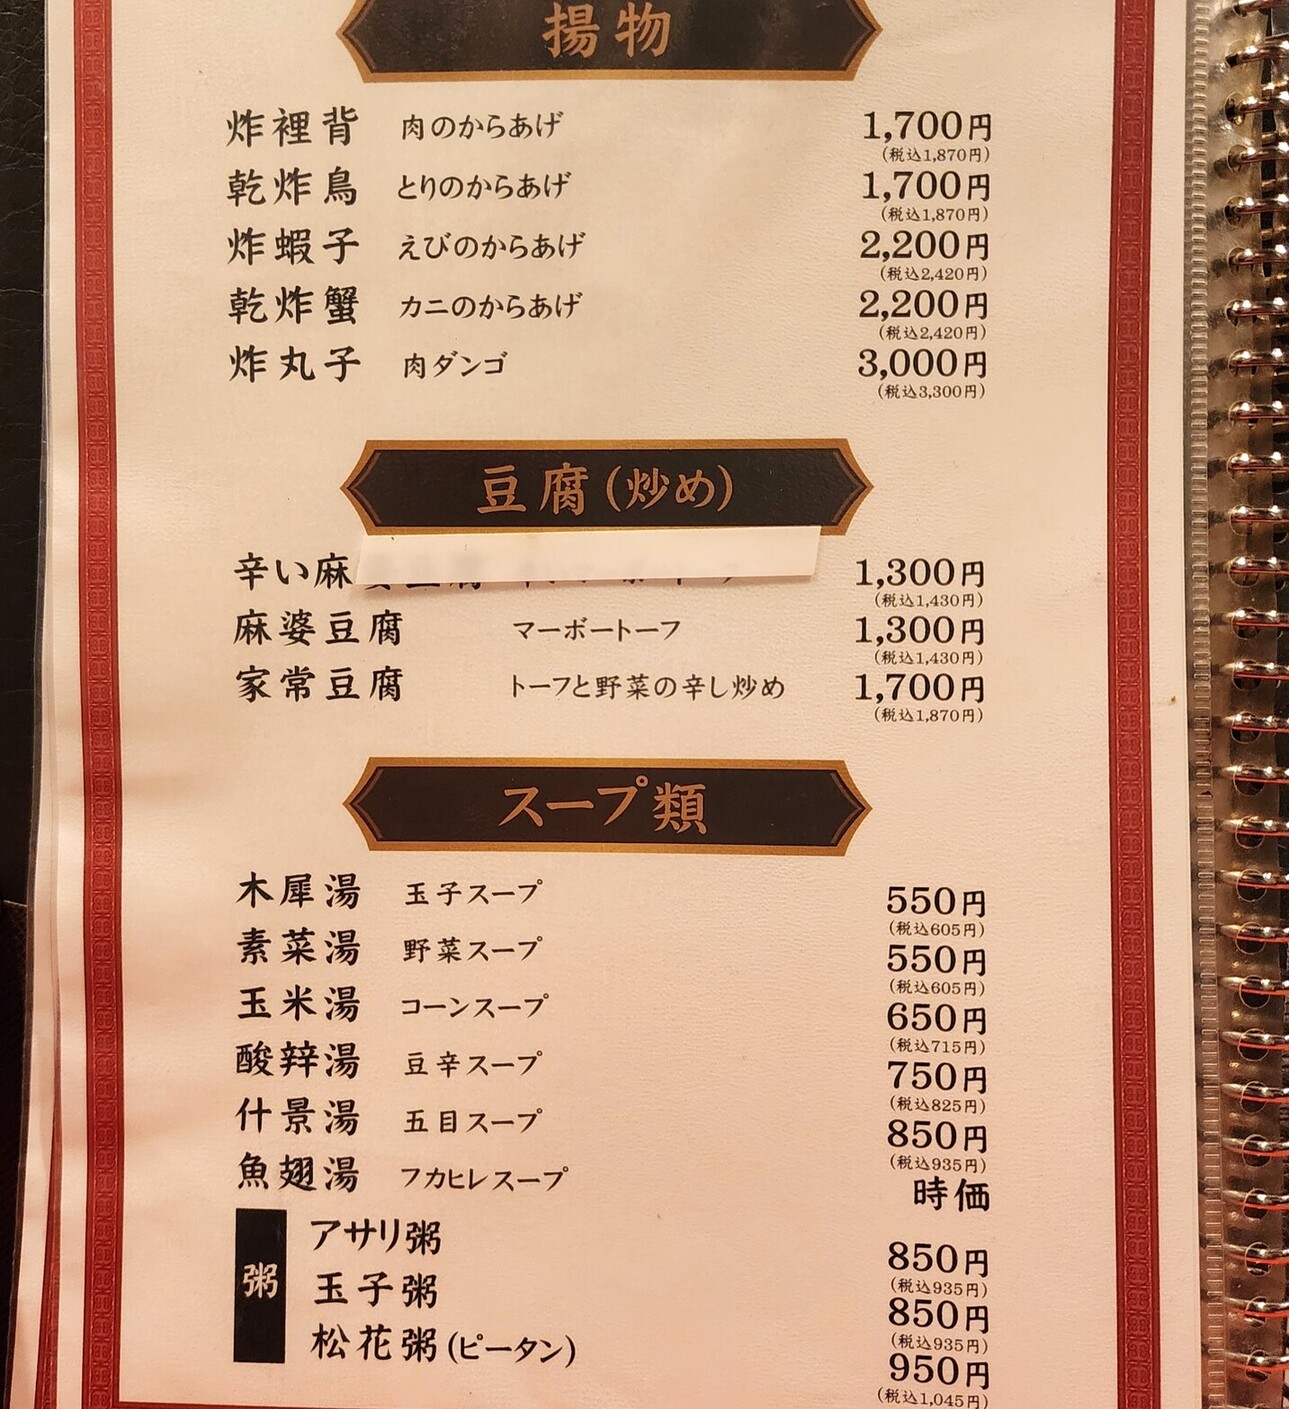 揚物
炸裡背 肉のからあげ 1,700円
(税込1,870円)
乾炸鳥 とりのからあげ 1,700円
(税込1,870円)
炸蝦子 えびのからあげ 2,200円
(税込2,420円)
乾炸蟹 カニのからあげ 2,200円
(税込2,420円)
炸丸子 肉ダンゴ 3,000円
(税込3,300円)
豆腐(炒め)
辛い麻 1,300円
(税込1,430円)
麻婆豆腐 マーボートーフ 1,300円
(税込1,430円)
家常豆腐 トーフと野菜の辛し炒め 1,700円
(税込1,870円)
スープ類
木犀湯 玉子スープ 550円
(税込605円)
素菜湯 野菜スープ 550円
(税込605円)
玉米湯 コーンスープ 650円
(税込715円)
酸辢湯 豆辛スープ 750円
(税込825円)
什景湯 五目スープ 850円
(税込935円)
魚翅湯 フカヒレスープ 時価
粥
アサリ粥 850円
(税込935円)
玉子粥 850円
(税込935円)
松花粥(ピータン) 950円
(税込1,045円)